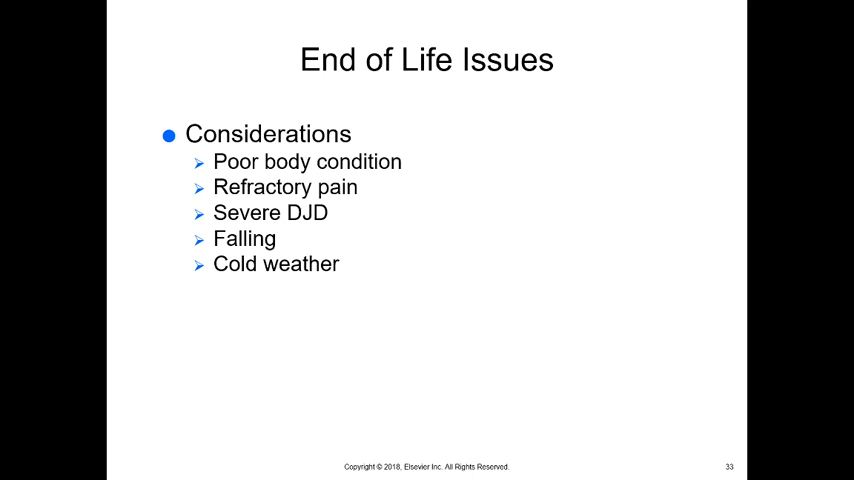 End of Life Issues
Considerations
Poor body condition
Refractory pain
Severe DJD
Falling
Cold weather
Copyright © 2018, Elsevier Inc. All Rights Reserved.
33